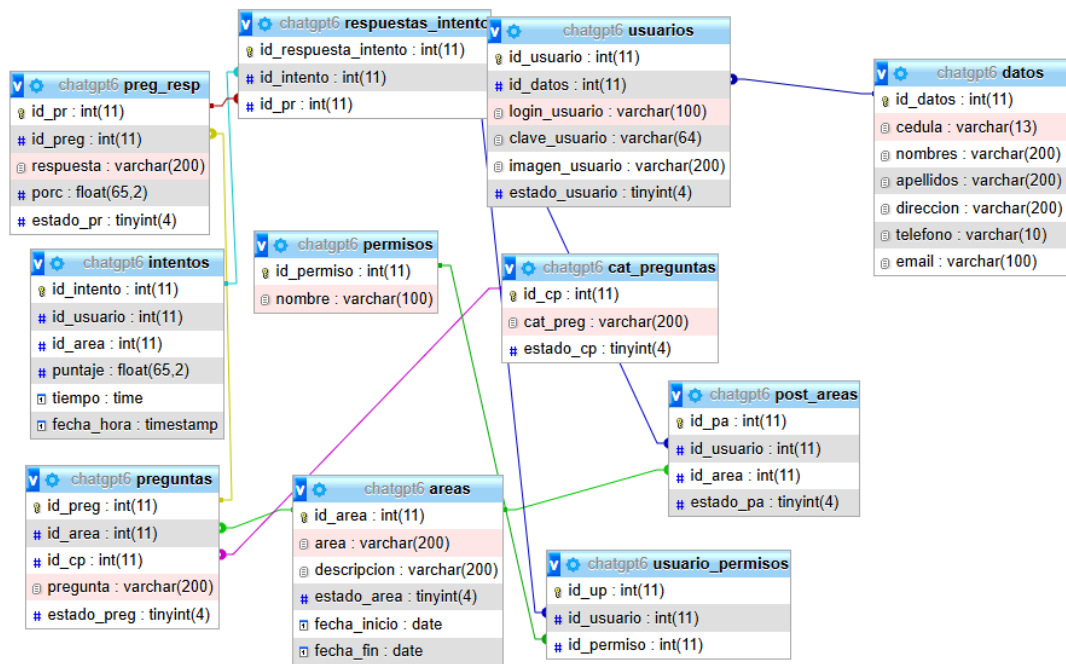 chatgpt6 preg_resp
id_pr : int(11)
id_preg : int(11)
respuesta : varchar(200)
porc : float(65,2)
estado_pr : tinyint(4)
chatgpt6 respuestas_intento
id_respuesta_intento : int(11)
id_intento : int(11)
id_pr : int(11)
chatgpt6 usuarios
id_usuario : int(11)
id_datos : int(11)
login_usuario : varchar(100)
clave_usuario : varchar(64)
imagen_usuario : varchar(200)
estado_usuario : tinyint(4)
chatgpt6 datos
id_datos : int(11)
cedula : varchar(13)
nombres : varchar(200)
apellidos : varchar(200)
direccion : varchar(200)
telefono : varchar(10)
email : varchar(100)
chatgpt6 intentos
id_intento : int(11)
id_usuario : int(11)
id_area : int(11)
puntaje : float(65,2)
tiempo : time
fecha_hora : timestamp
chatgpt6 permisos
id_permiso : int(11)
nombre : varchar(100)
chatgpt6 cat_preguntas
id_cp : int(11)
cat_preg : varchar(200)
estado_cp : tinyint(4)
chatgpt6 post_areas
id_pa : int(11)
id_usuario : int(11)
id_area : int(11)
estado_pa : tinyint(4)
chatgpt6 preguntas
id_preg : int(11)
id_area : int(11)
id_cp : int(11)
pregunta : varchar(200)
estado_preg : tinyint(4)
chatgpt6 areas
id_area : int(11)
area : varchar(200)
descripcion : varchar(200)
estado_area : tinyint(4)
fecha_inicio : date
fecha_fin : date
chatgpt6 usuario_permisos
id_up : int(11)
id_usuario : int(11)
id_permiso : int(11)